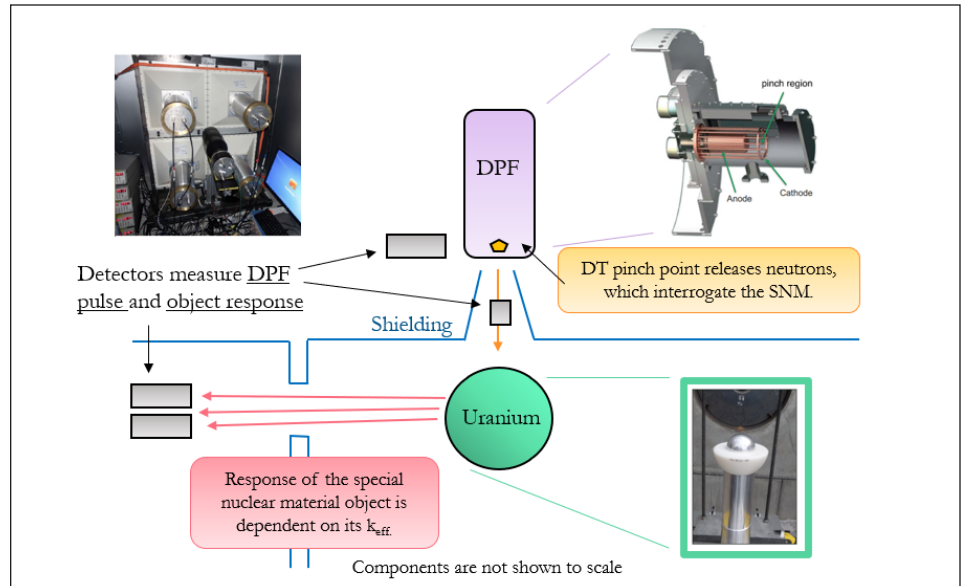 pinch region
Anode
Cathode
DPF
DT pinch point releases neutrons,
which interrogate the SNM.
Detectors measure DPF
pulse and object response
Shielding
Uranium
Response of the special
nuclear material object is
dependent on its k_eff.
Components are not shown to scale